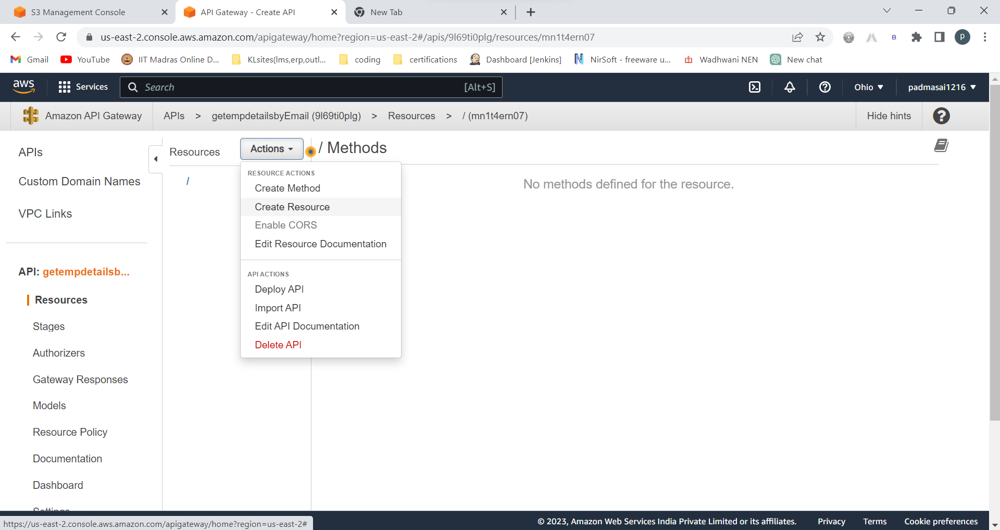 S3 Management Console
API Gateway - Create API
New Tab
us-east-2.console.aws.amazon.com/apigateway/home?region=us-east-2#/apis/9l69ti0plg/resources/mn1t4ern07
B
P
Gmail
YouTube
IIT Madras Online D...
KLsites(lms,erp,outl...
coding
certifications
Dashboard [Jenkins]
NirSoft - freeware u...
Wadhwani NEN
New chat
aws
Services
Search
[Alt+S]
Ohio
padmasai1216
Amazon API Gateway
APIs > getempdetailsbyEmail (9l69ti0plg) > Resources > / (mn1t4ern07)
Hide hints
APIs
Custom Domain Names
VPC Links
API: getempdetailsb...
Resources
Stages
Authorizers
Gateway Responses
Models
Resource Policy
Documentation
Dashboard
Settings
Resources
Actions
/
RESOURCE ACTIONS
Create Method
Create Resource
Enable CORS
Edit Resource Documentation
API ACTIONS
Deploy API
Import API
Edit API Documentation
Delete API
/ Methods
No methods defined for the resource.
https://us-east-2.console.aws.amazon.com/apigateway/home?region=us-east-2#
© 2023, Amazon Web Services India Private Limited or its affiliates.
Privacy
Terms
Cookie preferences